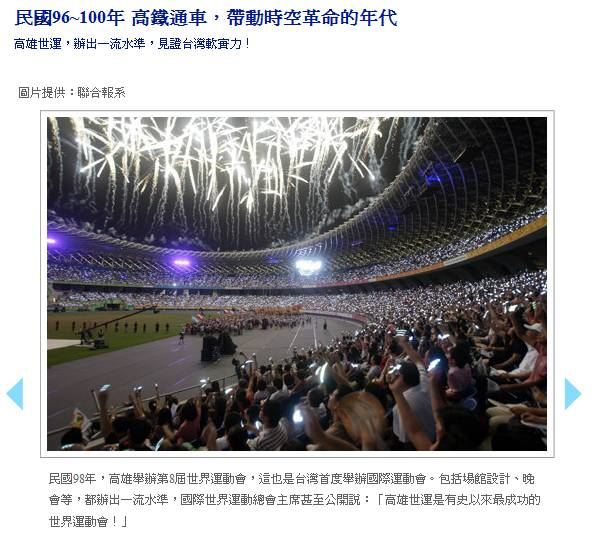 民國96~100年 高鐵通車，帶動時空革命的年代
高雄世運，辦出一流水準，見證台灣軟實力！
圖片提供：聯合報系
民國98年，高雄舉辦第8屆世界運動會，這也是台灣首度舉辦國際運動會。包括場館設計、晚
會等，都辦出一流水準，國際世界運動總會主席甚至公開說：「高雄世運是有史以來最成功的
世界運動會！」